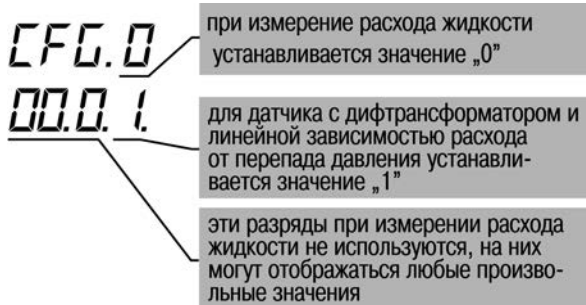 CFG.0
при измерение расхода жидкости
устанавливается значение „0”
00.0.1.
для датчика с дифтрансформатором и
линейной зависимостью расхода
от перепада давления устанавли-
вается значение „1”
эти разряды при измерении расхода
жидкости не используются, на них
могут отображаться любые произво-
льные значения